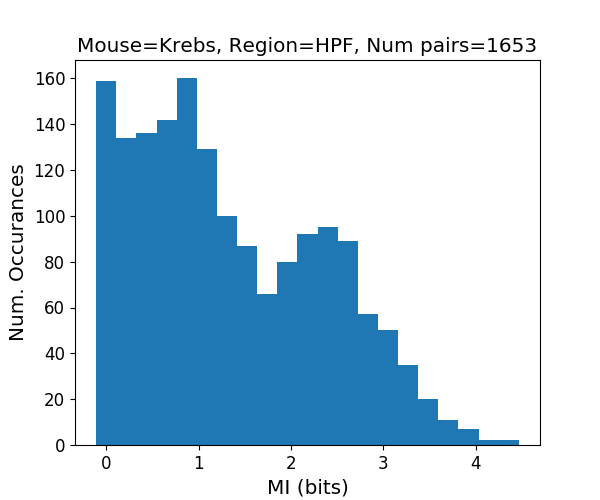 Mouse=Krebs, Region=HPF, Num pairs=1653
160
140
120
100
80
60
40
20
0
Num. Occurances
0 1 2 3 4
MI (bits)